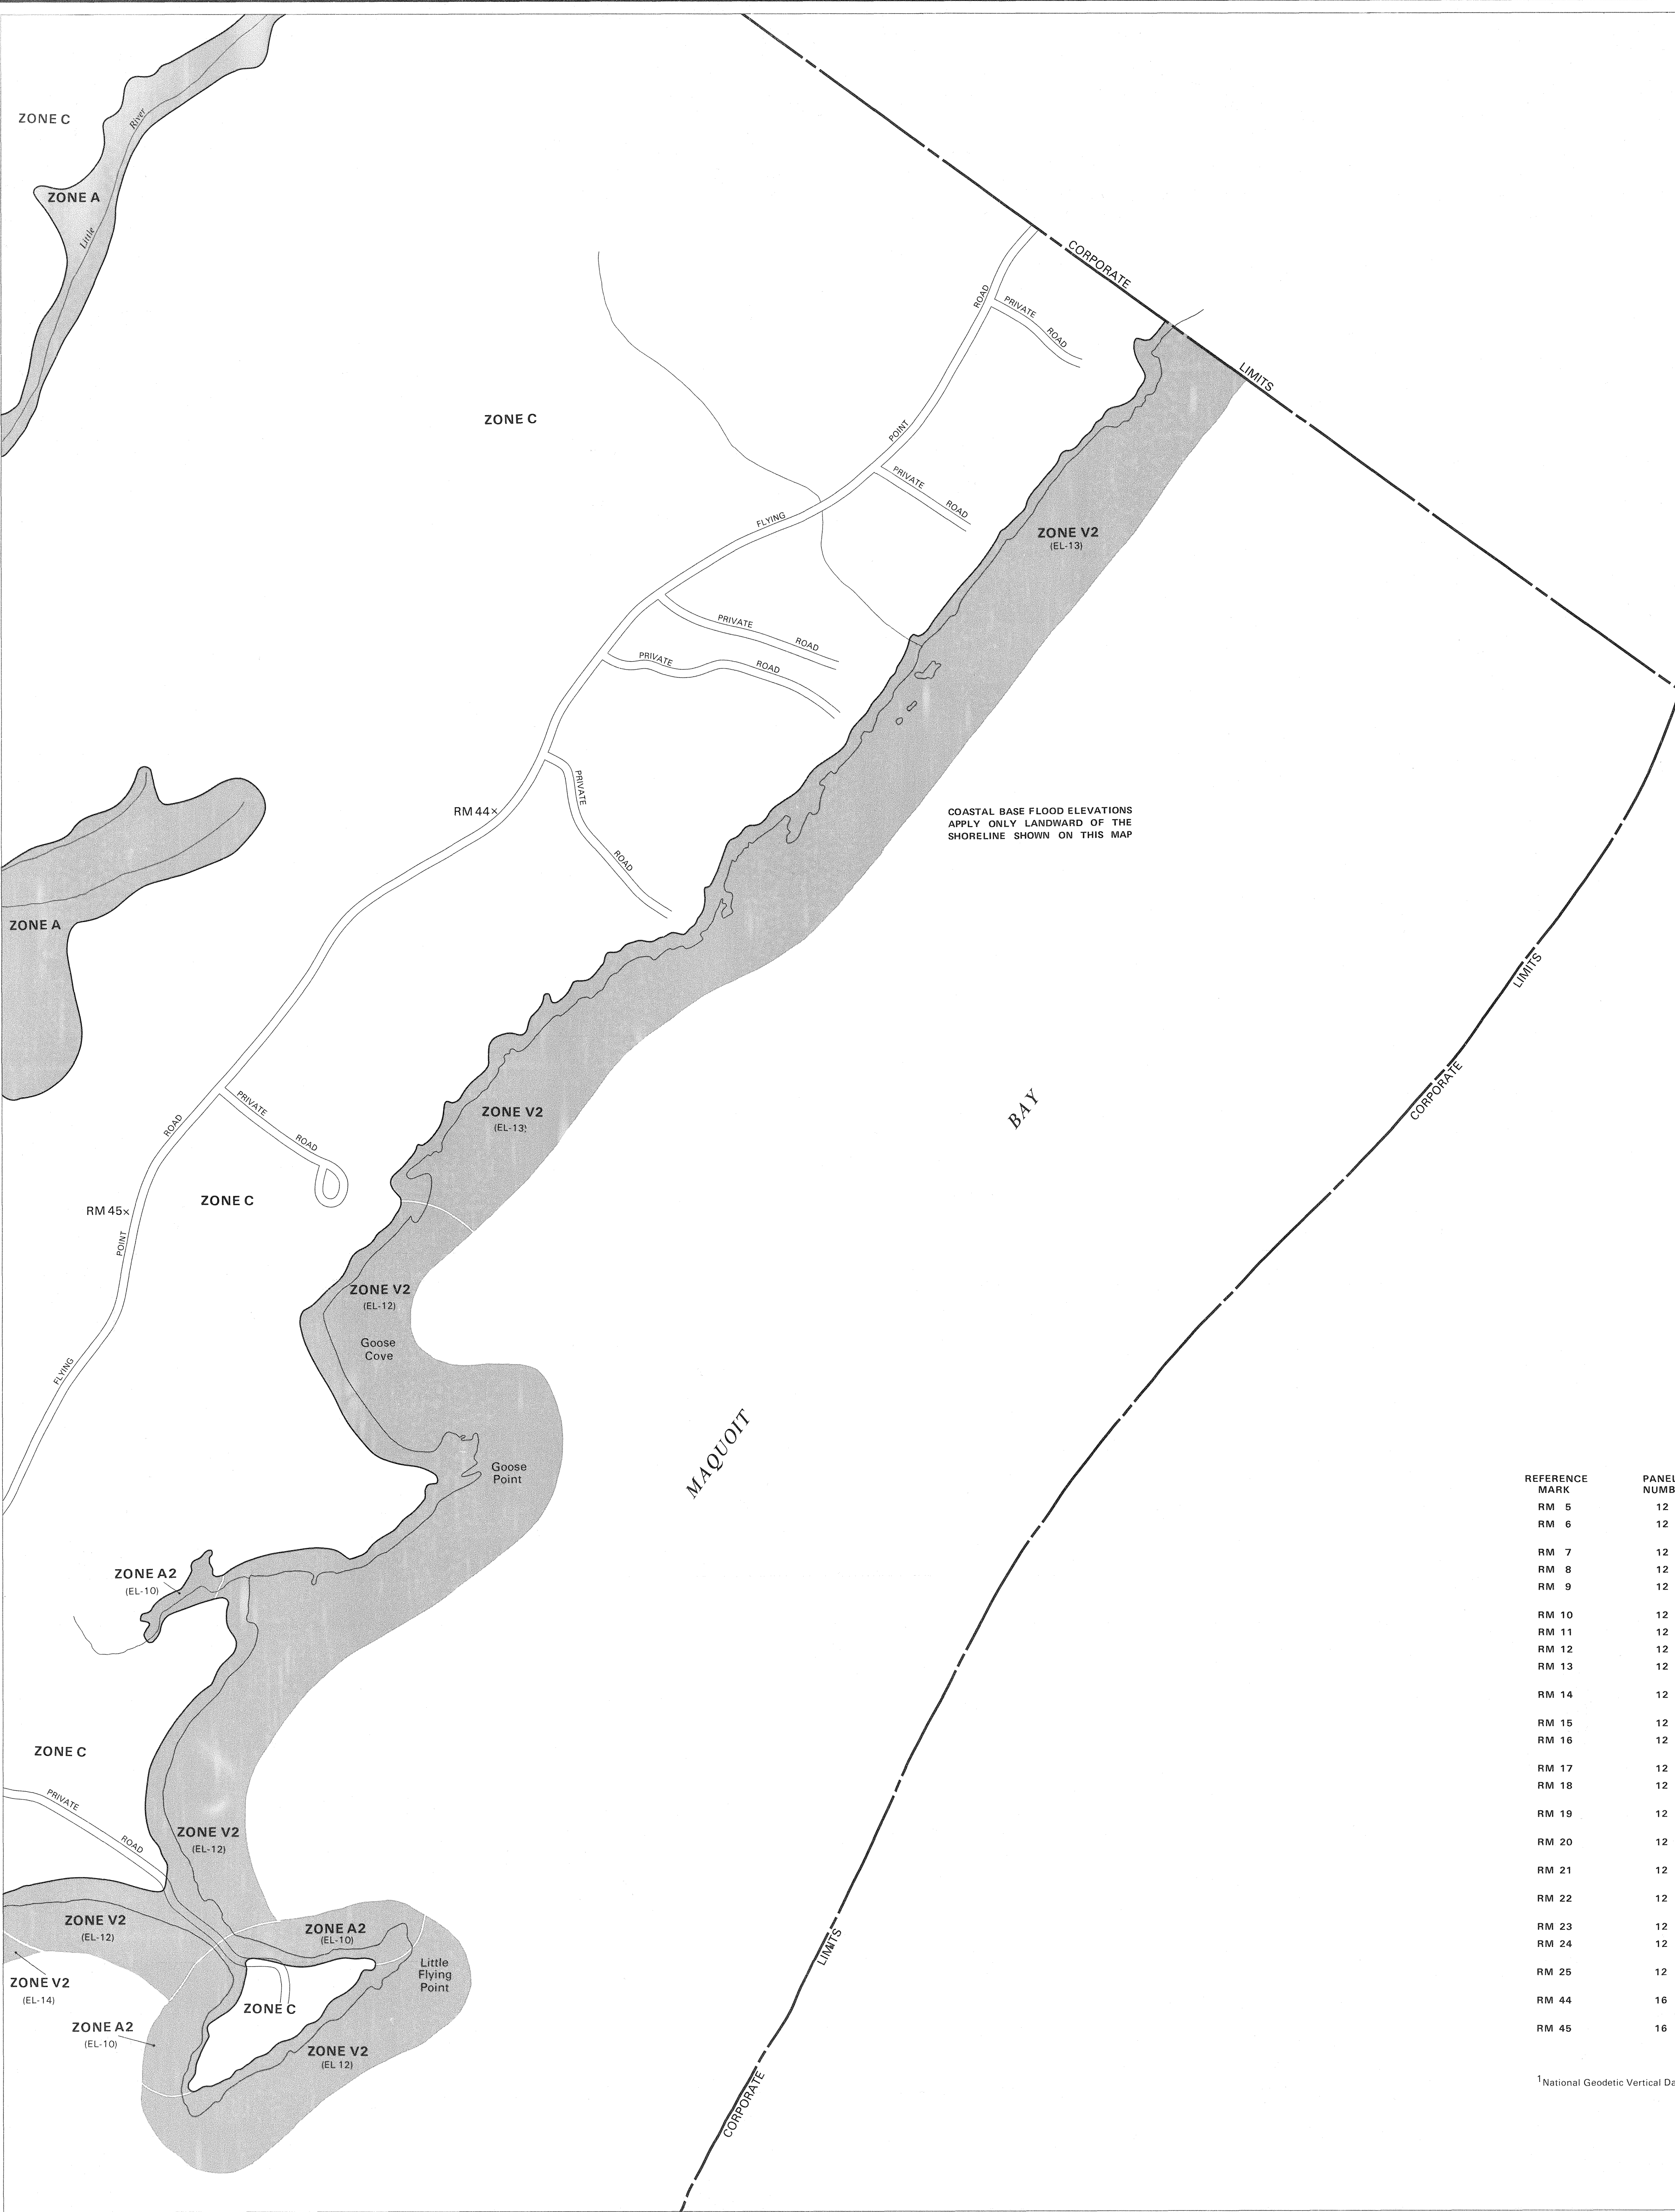 ZONE C
River
ZONE A
Little
CORPORATE
LIMITS
ROAD
PRIVATE
ROAD
ZONE C
POINT
PRIVATE
ROAD
FLYING
ZONE V2
(EL-13)
PRIVATE
ROAD
PRIVATE
ROAD
PRIVATE
ROAD
RM 44×
COASTAL BASE FLOOD ELEVATIONS
APPLY ONLY LANDWARD OF THE
SHORELINE SHOWN ON THIS MAP
ZONE A
LIMITS
CORPORATE
ZONE V2
(EL-13)
BAY
MAQUOIT
ROAD
PRIVATE
ROAD
ZONE C
RM 45×
POINT
FLYING
ZONE V2
(EL-12)
Goose
Cove
Goose
Point
ZONE A2
(EL-10)
ZONE C
PRIVATE
ROAD
ZONE V2
(EL-12)
ZONE V2
(EL-12)
ZONE A2
(EL-10)
Little
Flying
Point
ZONE V2
(EL-14)
ZONE C
ZONE A2
(EL-10)
ZONE V2
(EL 12)
LIMITS
CORPORATE
REFERENCE PANEL
MARK NUMB
RM 5 12
RM 6 12
RM 7 12
RM 8 12
RM 9 12
RM 10 12
RM 11 12
RM 12 12
RM 13 12
RM 14 12
RM 15 12
RM 16 12
RM 17 12
RM 18 12
RM 19 12
RM 20 12
RM 21 12
RM 22 12
RM 23 12
RM 24 12
RM 25 12
RM 44 16
RM 45 16
1National Geodetic Vertical Da